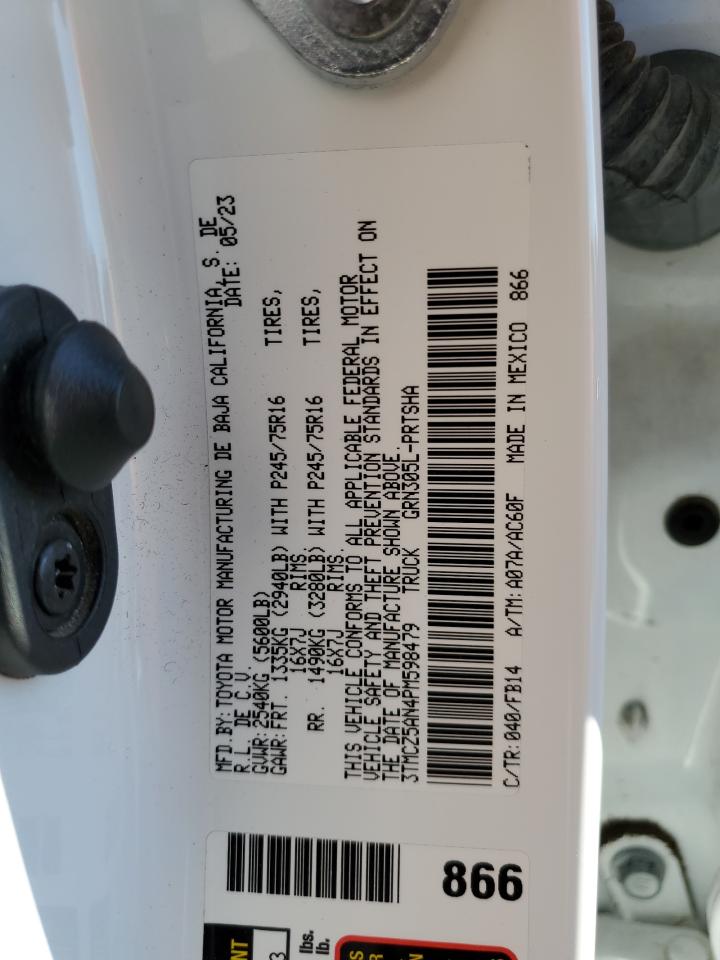 MFD.BY:TOYOTA MOTOR MANUFACTURING DE BAJA CALIFORNIA, S. DE
R.L. DE C.V. DATE: 05/23
GVWR:2540KG (5600LB)
GAWR:FRT. 1335KG (2940LB) WITH P245/75R16 TIRES,
16X7J RIMS.
RR. 1490KG (3280LB) WITH P245/75R16 TIRES,
16X7J RIMS.
THIS VEHICLE CONFORMS TO ALL APPLICABLE FEDERAL MOTOR
VEHICLE SAFETY AND THEFT PREVENTION STANDARDS IN EFFECT ON
THE DATE OF MANUFACTURE SHOWN ABOVE.
3TMCZ5AN4PM598479 TRUCK GRN305L-PRTSHA
C/TR:040/FB14 A/TM:A07A/AC60F MADE IN MEXICO 866
866
lbs.
lb.